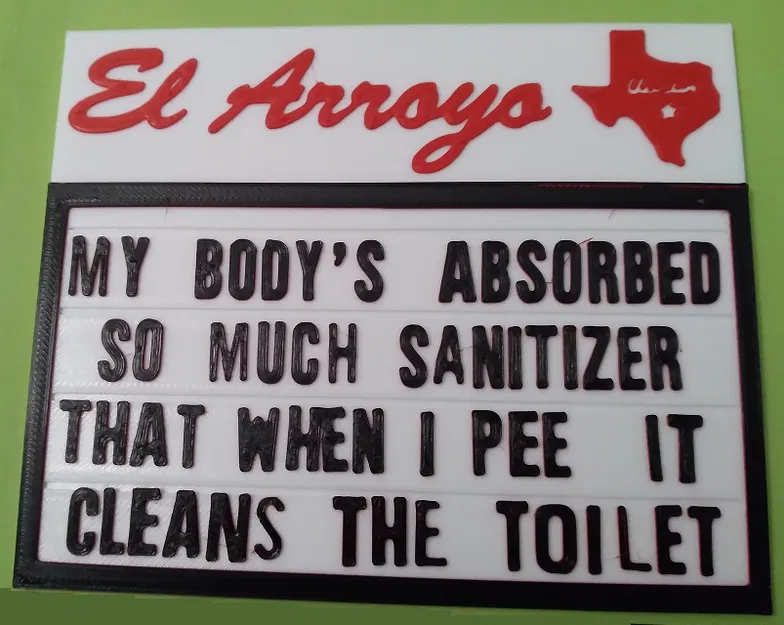 El Arroyo
MY BODY'S ABSORBED
SO MUCH SANITIZER
THAT WHEN I PEE IT
CLEANS THE TOILET